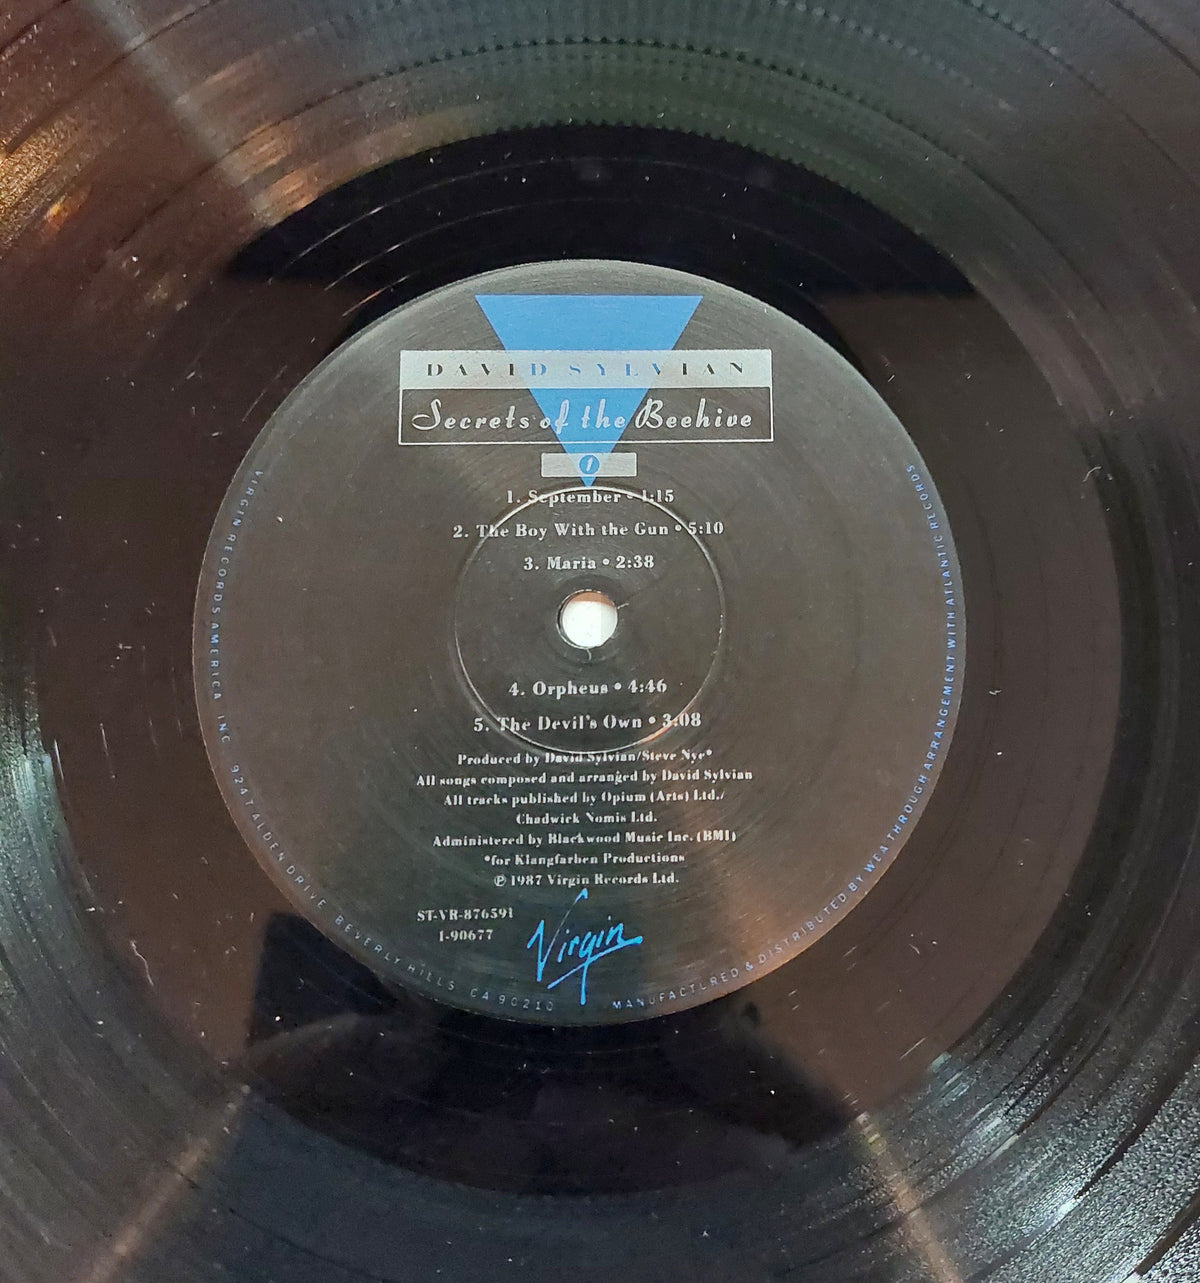 DAVID SYLVIAN
Secrets of the Beehive
1
1. September • 1:15
2. The Boy With the Gun • 5:10
3. Maria • 2:38
4. Orpheus • 4:46
5. The Devil's Own • 3:08
Produced by David Sylvian/Steve Nye*
All songs composed and arranged by David Sylvian
All tracks published by Opium (Arts) Ltd./
Chadwick Nomis Ltd.
Administered by Blackwood Music Inc. (BMI)
*for Klangfarben Productions
℗ 1987 Virgin Records Ltd.
ST-VR-876591
1-90677
Virgin
VIRGIN RECORDS AMERICA INC. 9247 ALDEN DRIVE BEVERLY HILLS CA 90210
MANUFACTURED & DISTRIBUTED BY WEA THROUGH ARRANGEMENT WITH ATLANTIC RECORDS